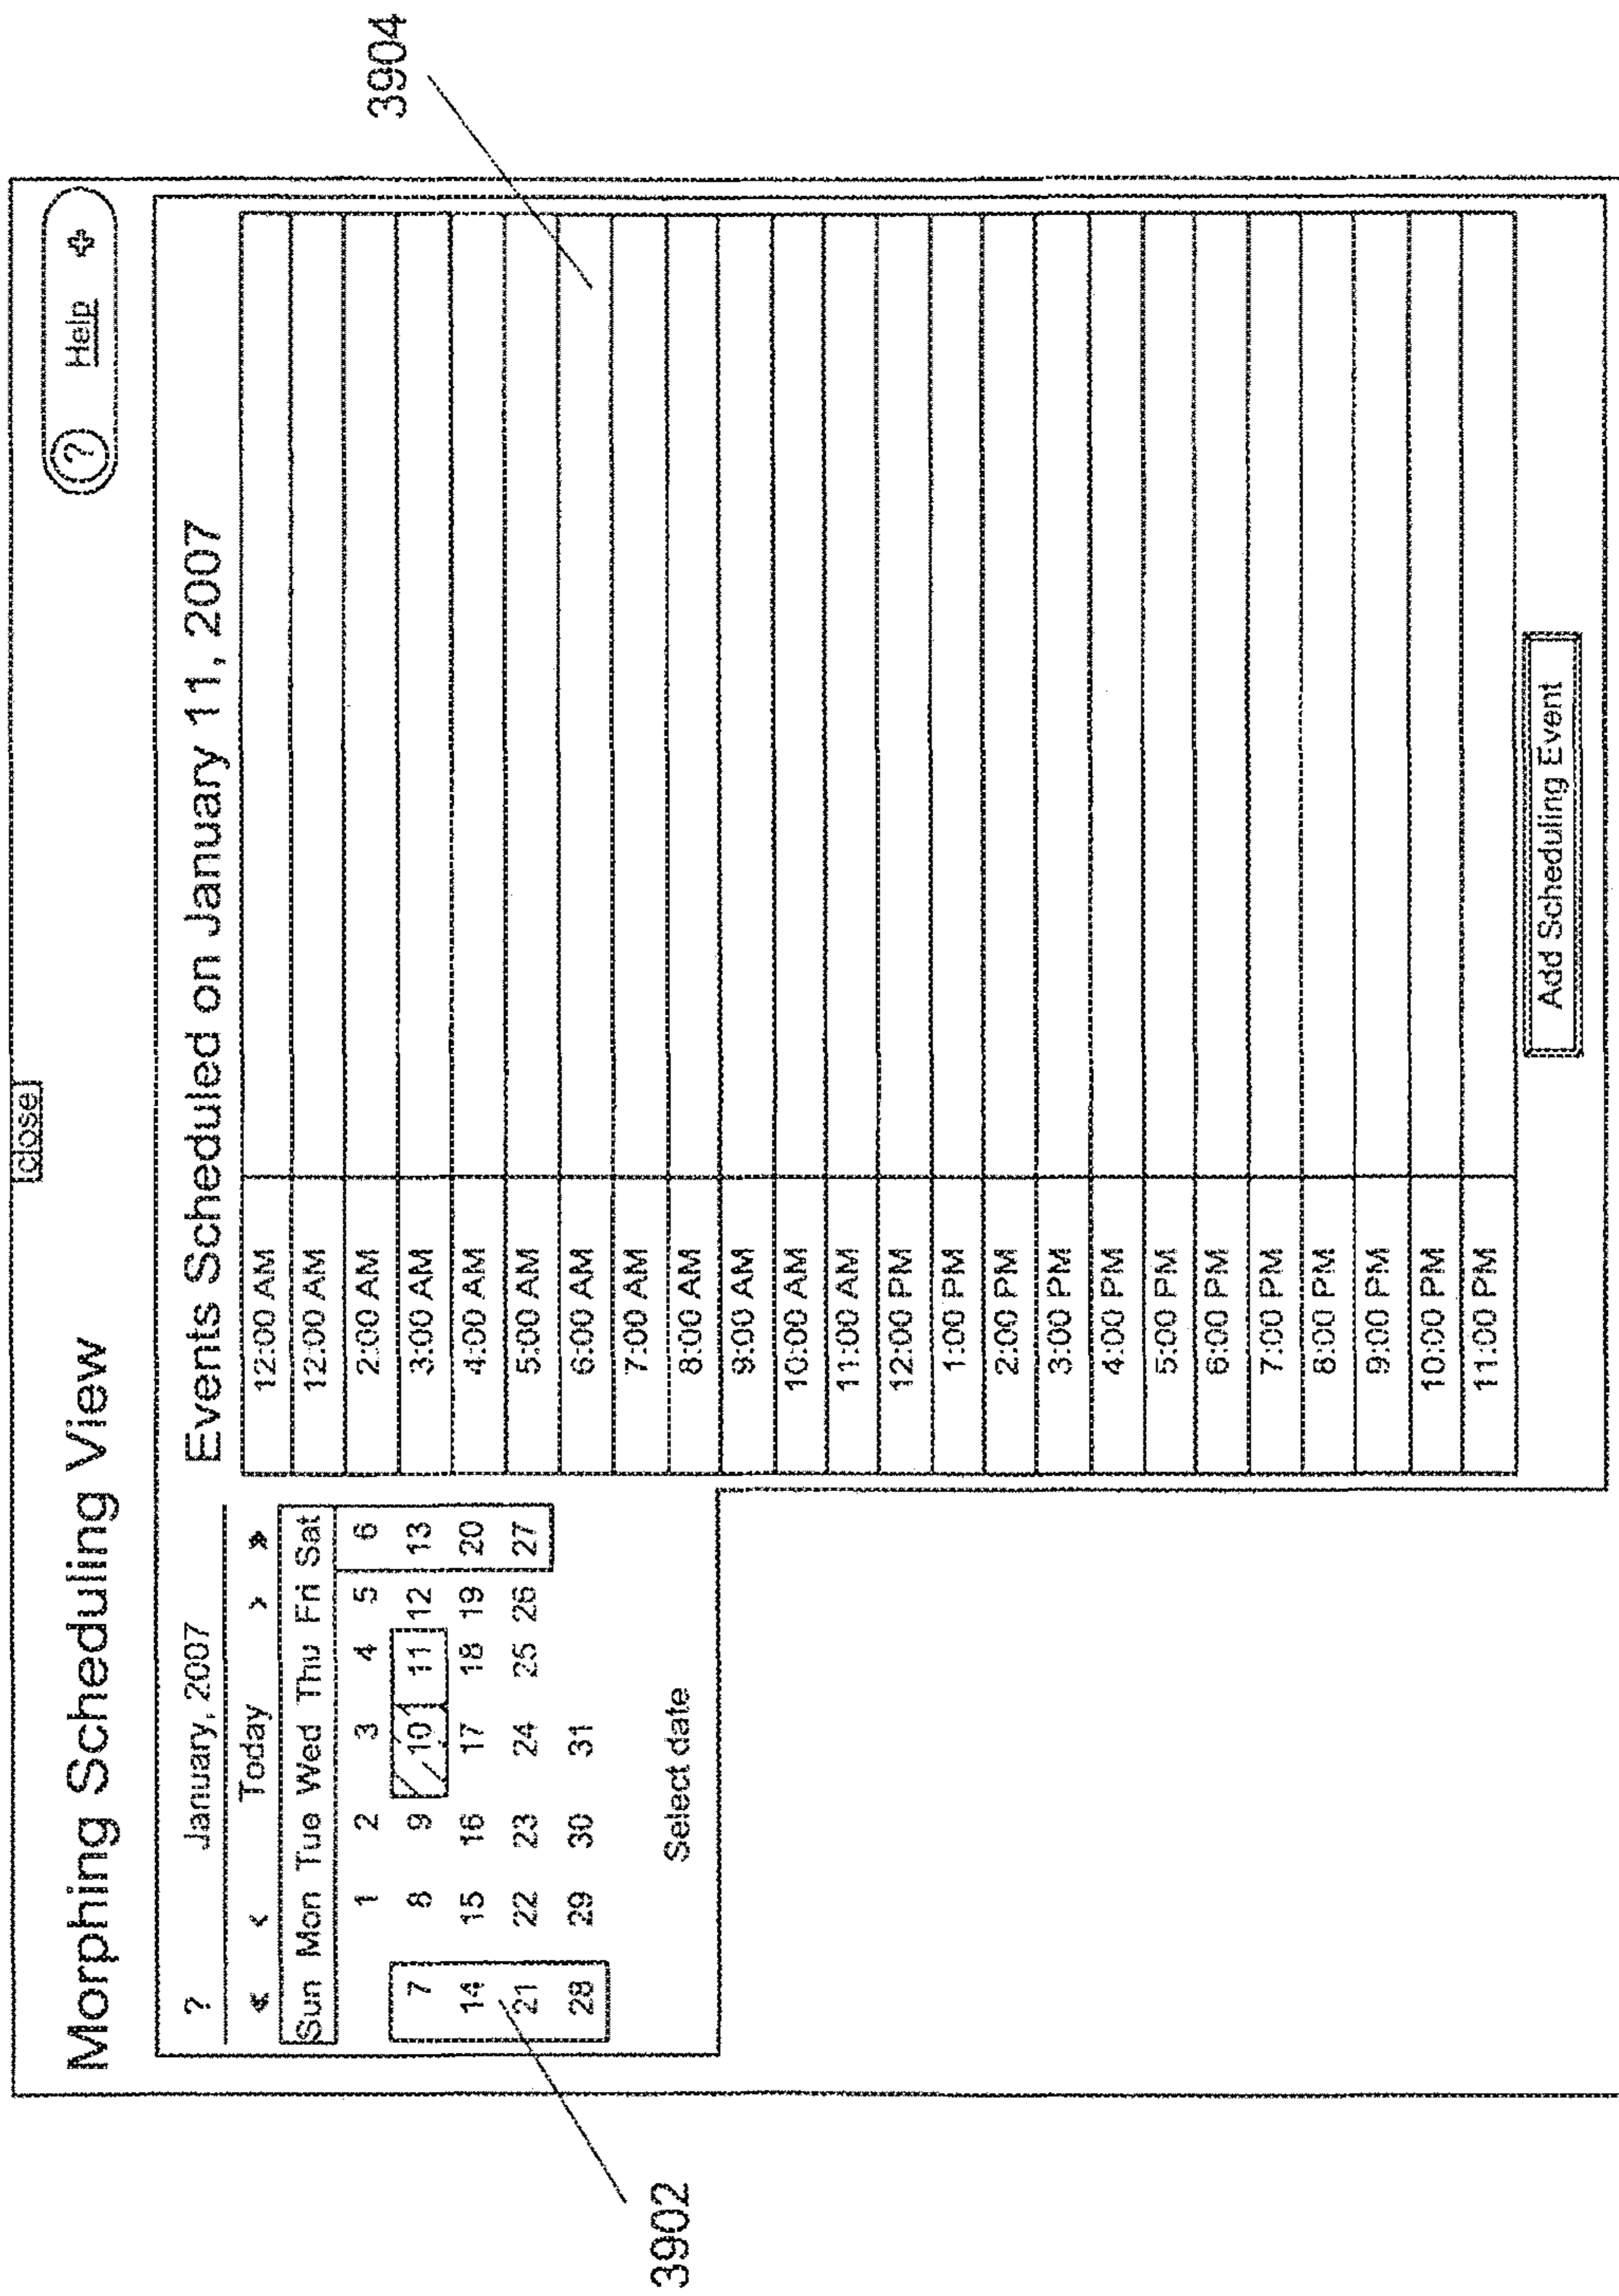 [close]
Morphing Scheduling View
? Help
? January, 2007
« < Today > »
Sun Mon Tue Wed Thu Fri Sat
1 2 3 4 5 6
7 8 9 10 11 12 13
14 15 16 17 18 19 20
21 22 23 24 25 26 27
28 29 30 31
Select date
Events Scheduled on January 11, 2007
12:00 AM
12:00 AM
2:00 AM
3:00 AM
4:00 AM
5:00 AM
6:00 AM
7:00 AM
8:00 AM
9:00 AM
10:00 AM
11:00 AM
12:00 PM
1:00 PM
2:00 PM
3:00 PM
4:00 PM
5:00 PM
6:00 PM
7:00 PM
8:00 PM
9:00 PM
10:00 PM
11:00 PM
Add Scheduling Event
3902
3904